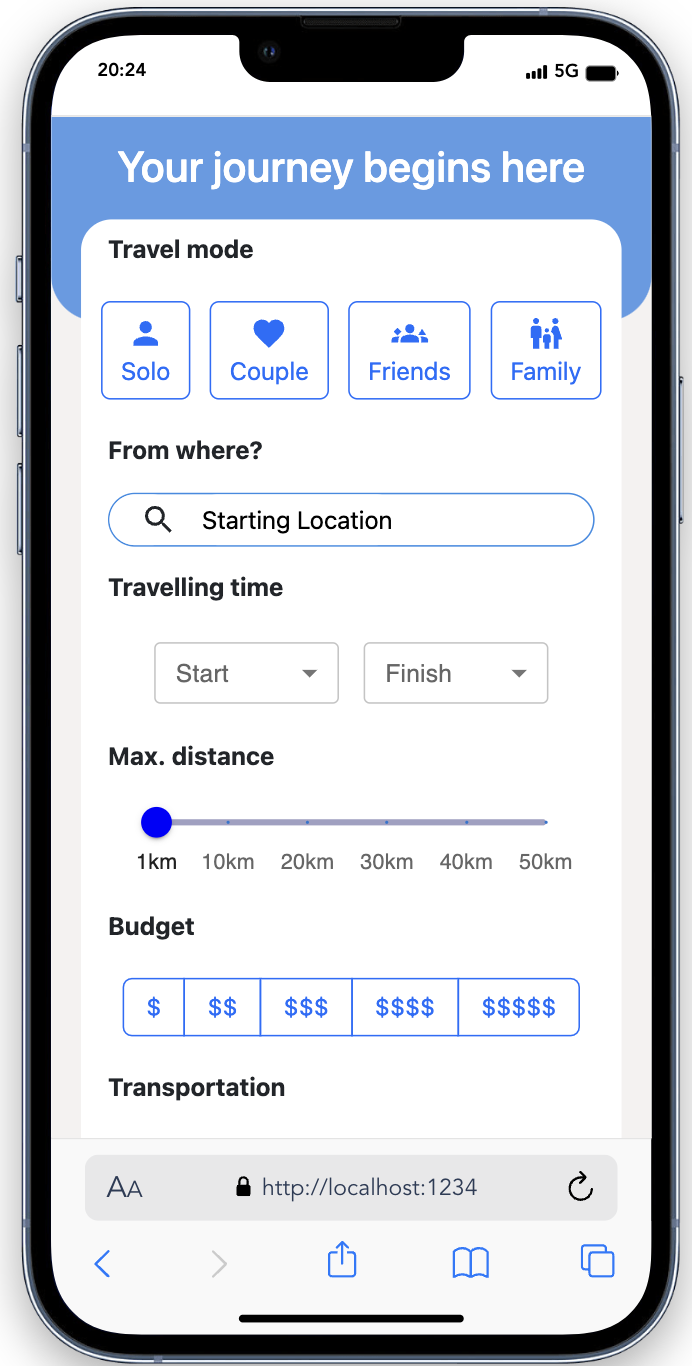 20:24 5G
Your journey begins here
Travel mode
Solo Couple Friends Family
From where?
Starting Location
Travelling time
Start Finish
Max. distance
1km 10km 20km 30km 40km 50km
Budget
$ $$ $$$ $$$$ $$$$$
Transportation
AA http://localhost:1234